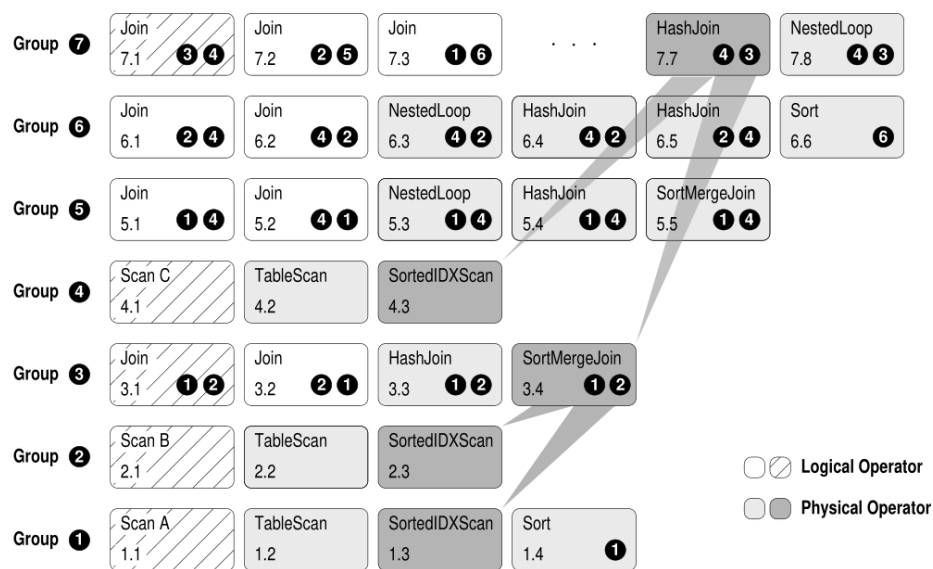 Group 7
Join
7.1 3 4
Join
7.2 2 5
Join
7.3 1 6
. . .
HashJoin
7.7 4 3
NestedLoop
7.8 4 3
Group 6
Join
6.1 2 4
Join
6.2 4 2
NestedLoop
6.3 4 2
HashJoin
6.4 4 2
HashJoin
6.5 2 4
Sort
6.6 6
Group 5
Join
5.1 1 4
Join
5.2 4 1
NestedLoop
5.3 1 4
HashJoin
5.4 1 4
SortMergeJoin
5.5 1 4
Group 4
Scan C
4.1
TableScan
4.2
SortedIDXScan
4.3
Group 3
Join
3.1 1 2
Join
3.2 2 1
HashJoin
3.3 1 2
SortMergeJoin
3.4 1 2
Group 2
Scan B
2.1
TableScan
2.2
SortedIDXScan
2.3
Group 1
Scan A
1.1
TableScan
1.2
SortedIDXScan
1.3
Sort
1.4 1
Logical Operator
Physical Operator